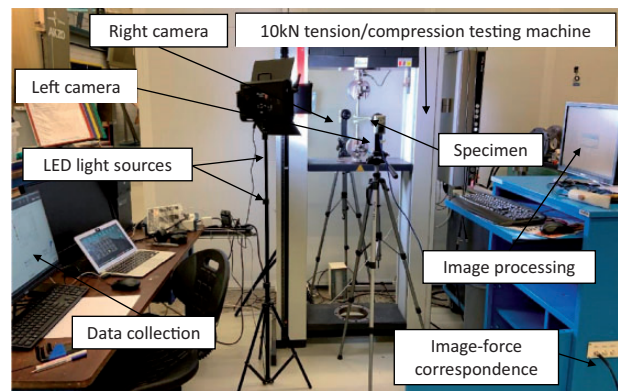 Right camera
10kN tension/compression testing machine
Left camera
LED light sources
Specimen
Image processing
Data collection
Image-force
correspondence